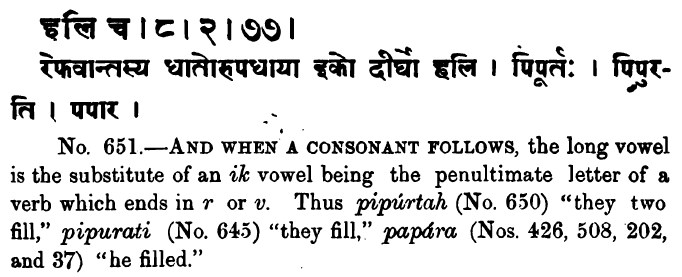 हलि च । ८ । २ । ७७ ।
रेफवान्तस्य धातोरुपधाया इको दीर्घो हलि । पिपूर्तः । पिपुर-
ति । पपार ।
No. 651.—AND WHEN A CONSONANT FOLLOWS, the long vowel
is the substitute of an ik vowel being the penultimate letter of a
verb which ends in r or v. Thus pipúrtah (No. 650) “they two
fill,” pipurati (No. 645) “they fill,” papára (Nos. 426, 508, 202,
and 37) “he filled.”